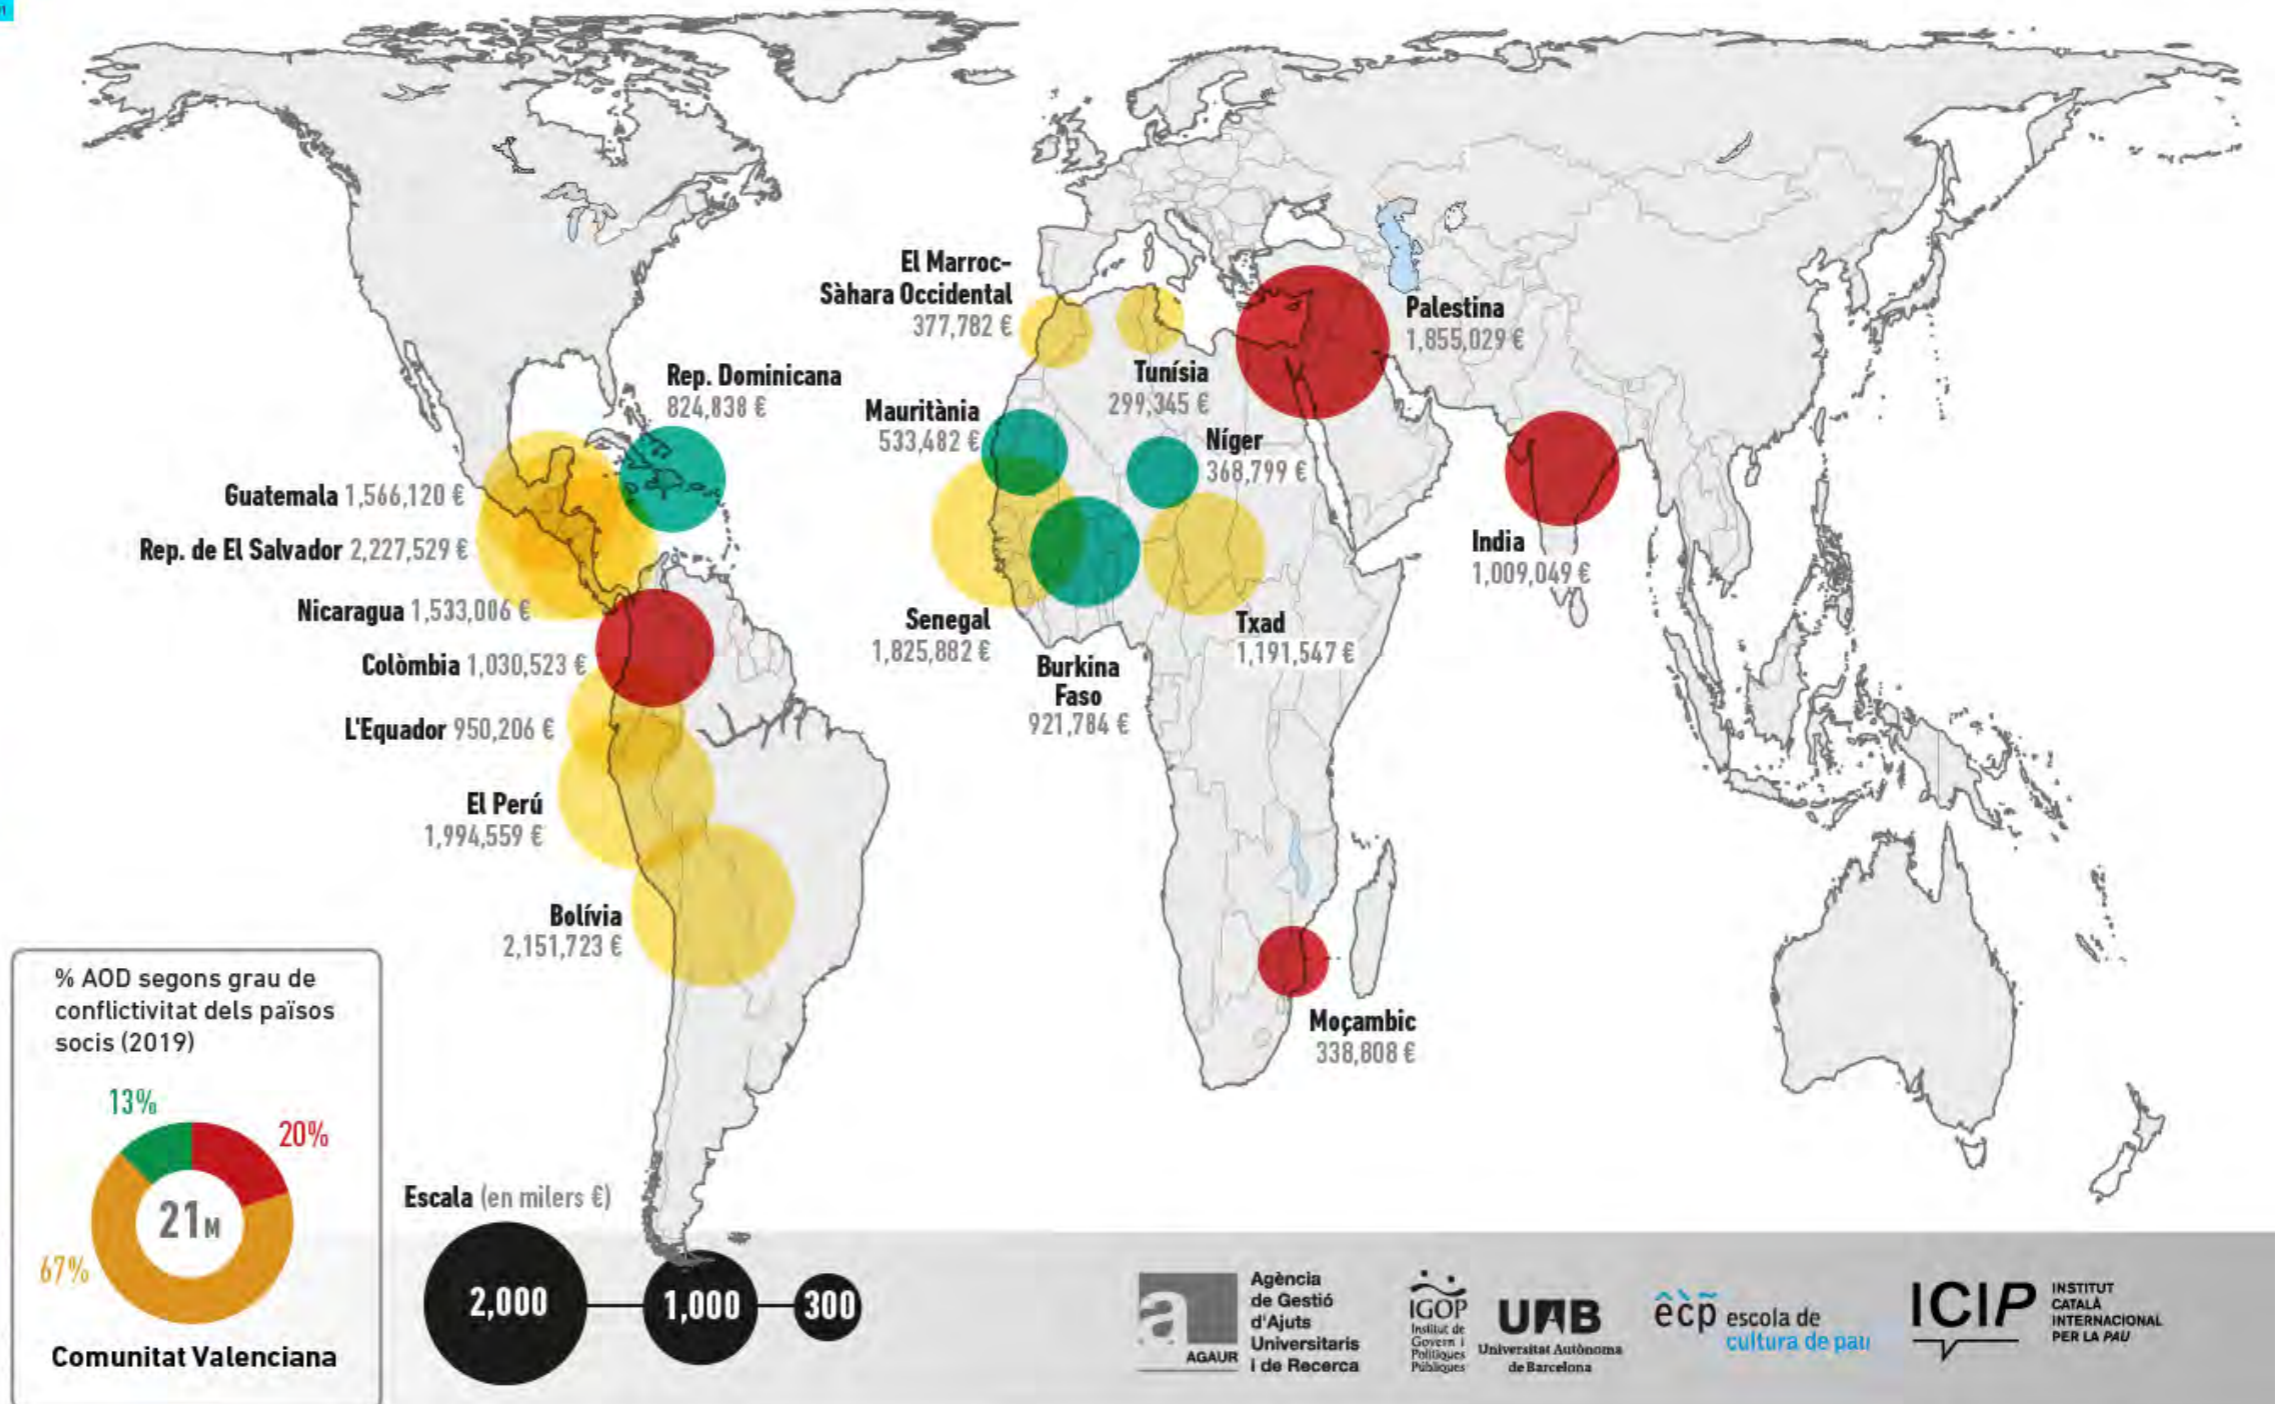 El Marroc-
Sàhara Occidental
377,782 €
Palestina
1,855,029 €
Rep. Dominicana
824,838 €
Tunísia
299,345 €
Mauritània
533,482 €
Níger
368,799 €
Guatemala 1,566,120 €
Rep. de El Salvador 2,227,529 €
India
1,009,049 €
Nicaragua 1,533,006 €
Senegal
1,825,882 €
Txad
1,191,547 €
Colòmbia 1,030,523 €
Burkina
Faso
921,784 €
L'Equador 950,206 €
El Perú
1,994,559 €
Bolívia
2,151,723 €
Moçambic
338,808 €
% AOD segons grau de
conflictivitat dels països
socis (2019)
13%
20%
21M
67%
Comunitat Valenciana
Escala (en milers €)
2,000
1,000
300
a
AGAUR
Agència
de Gestió
d'Ajuts
Universitaris
i de Recerca
IGOP
Institut de
Govern i
Polítiques
Públiques
UAB
Universitat Autònoma
de Barcelona
ecp escola de
cultura de pau
ICIP
INSTITUT
CATALÀ
INTERNACIONAL
PER LA PAU